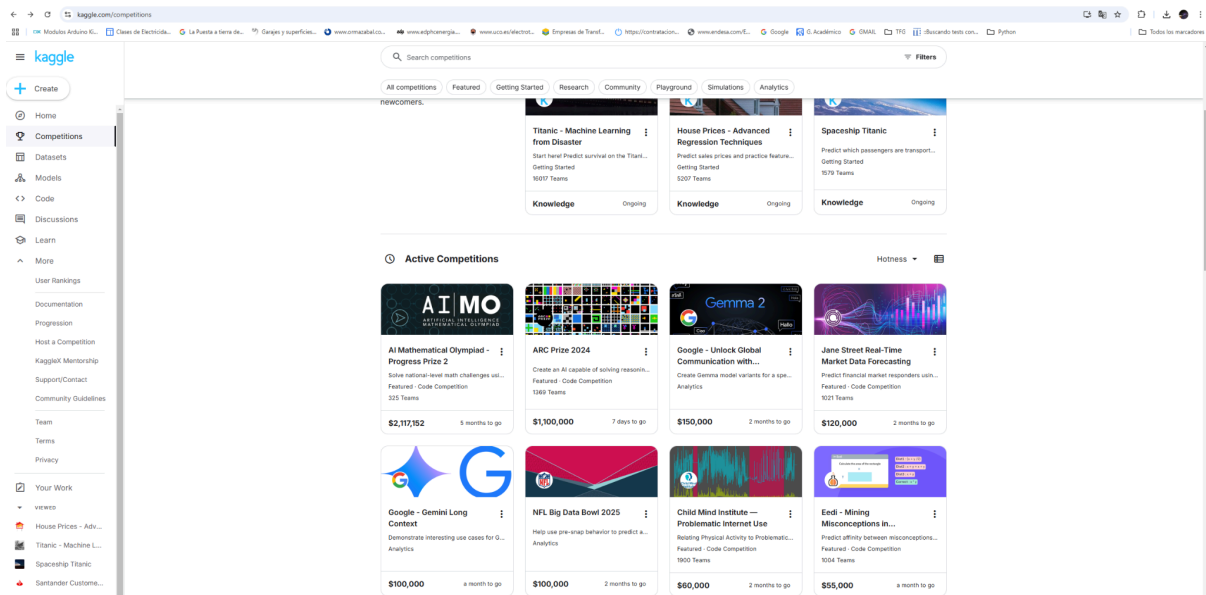 kaggle.com/competitions
Modulos Arduino Ki...
Clases de Electricida...
La Puesta a tierra de...
Garajes y superficies...
www.ormazabal.co...
www.edphcenergia...
www.uco.es/electrot...
Empresas de Transf...
https://contratacion...
www.endesa.com/E...
Google
G. Académico
GMAIL
TFG
:Buscando tests con...
Python
Todos los marcadores
kaggle
Create
Home
Competitions
Datasets
Models
Code
Discussions
Learn
More
User Rankings
Documentation
Progression
Host a Competition
KaggleX Mentorship
Support/Contact
Community Guidelines
Team
Terms
Privacy
Your Work
VIEWED
House Prices - Adv...
Titanic - Machine L...
Spaceship Titanic
Santander Custome...
Search competitions
Filters
All competitions
Featured
Getting Started
Research
Community
Playground
Simulations
Analytics
newcomers.
Titanic - Machine Learning
from Disaster
Start here! Predict survival on the Titani...
Getting Started
16017 Teams
Knowledge
Ongoing
House Prices - Advanced
Regression Techniques
Predict sales prices and practice feature...
Getting Started
5207 Teams
Knowledge
Ongoing
Spaceship Titanic
Predict which passengers are transport...
Getting Started
1579 Teams
Knowledge
Ongoing
Active Competitions
Hotness
AI MO
ARTIFICIAL INTELLIGENCE
MATHEMATICAL OLYMPIAD
AI Mathematical Olympiad -
Progress Prize 2
Solve national-level math challenges usi...
Featured · Code Competition
325 Teams
$2,117,152
5 months to go
ARC Prize 2024
Create an AI capable of solving reasonin...
Featured · Code Competition
1369 Teams
$1,100,000
7 days to go
Gemma 2
Hallo
Ciao
Google - Unlock Global
Communication with...
Create Gemma model variants for a spe...
Analytics
$150,000
2 months to go
Jane Street Real-Time
Market Data Forecasting
Predict financial market responders usin...
Featured · Code Competition
1021 Teams
$120,000
2 months to go
Google - Gemini Long
Context
Demonstrate interesting use cases for G...
Analytics
$100,000
a month to go
NFL
NFL Big Data Bowl 2025
Help use pre-snap behavior to predict a...
Analytics
$100,000
2 months to go
Child Mind Institute —
Problematic Internet Use
Relating Physical Activity to Problematic...
Featured · Code Competition
1900 Teams
$60,000
2 months to go
Eedi - Mining
Misconceptions in...
Predict affinity between misconceptions...
Featured · Code Competition
1004 Teams
$55,000
a month to go